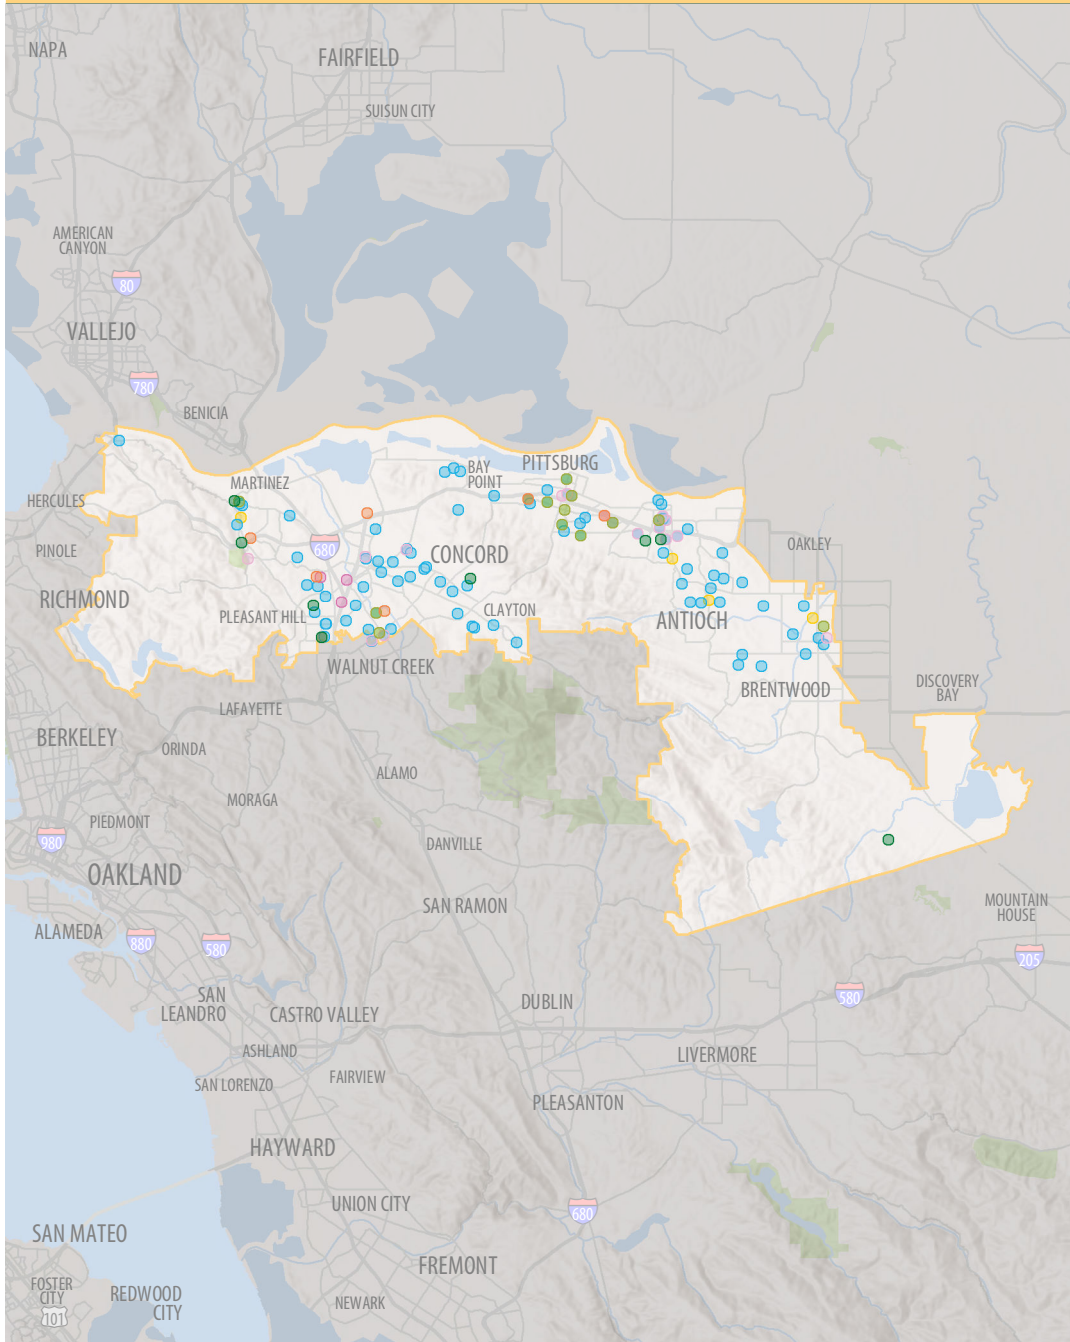 NAPA
FAIRFIELD
SUISUN CITY
AMERICAN
CANYON
80
VALLEJO
780
BENICIA
HERCULES
MARTINEZ
BAY
POINT
PITTSBURG
PINOLE
680
CONCORD
OAKLEY
RICHMOND
PLEASANT HILL
CLAYTON
ANTIOCH
WALNUT CREEK
BRENTWOOD
DISCOVERY
BAY
LAFAYETTE
BERKELEY
ORINDA
ALAMO
MORAGA
PIEDMONT
980
DANVILLE
OAKLAND
SAN RAMON
MOUNTAIN
HOUSE
ALAMEDA
880
580
205
SAN
LEANDRO
CASTRO VALLEY
DUBLIN
580
ASHLAND
LIVERMORE
SAN LORENZO
FAIRVIEW
PLEASANTON
HAYWARD
UNION CITY
680
SAN MATEO
FREMONT
FOSTER
CITY
101
REDWOOD
CITY
NEWARK